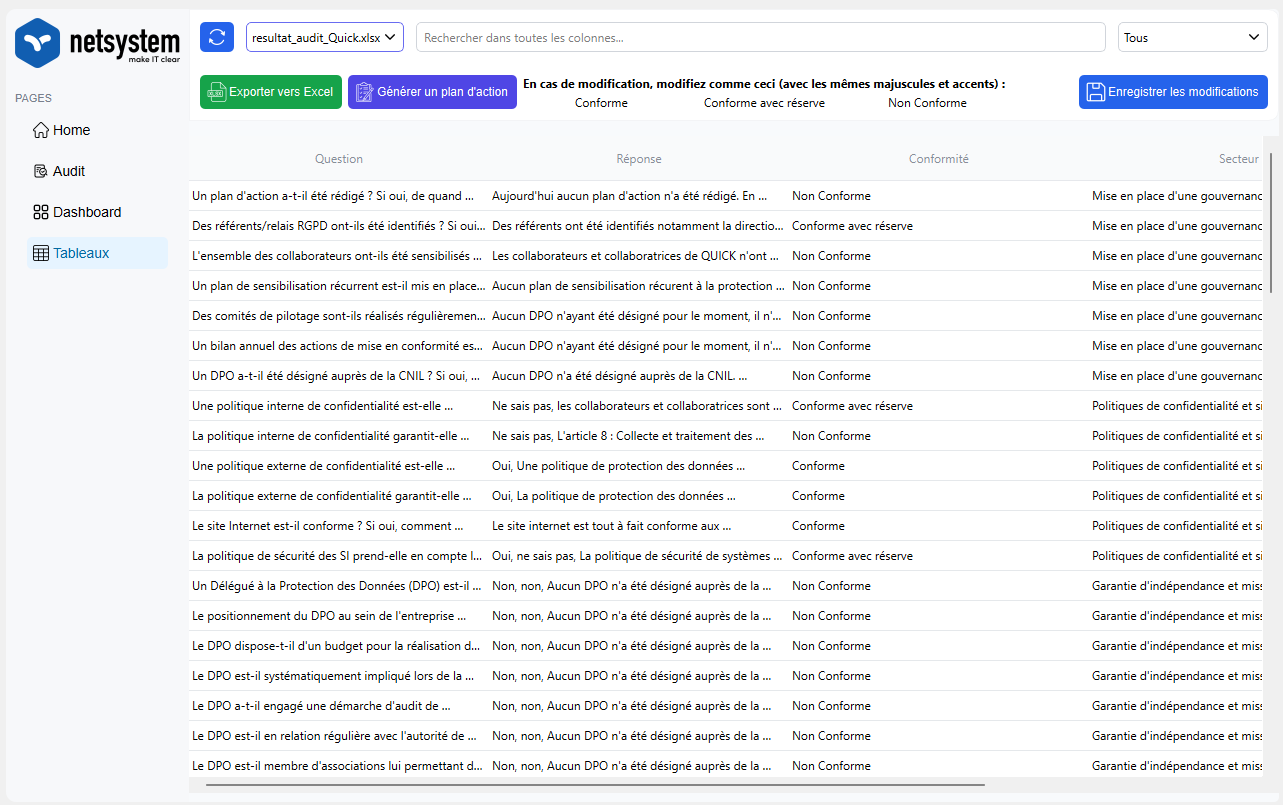 netsystem
make IT clear
resultat_audit_Quick.xlsx
Rechercher dans toutes les colonnes...
Tous
Exporter vers Excel
Générer un plan d'action
En cas de modification, modifiez comme ceci (avec les mêmes majuscules et accents) :
Conforme Conforme avec réserve Non Conforme
Enregistrer les modifications
PAGES
Home
Audit
Dashboard
Tableaux
Question Réponse Conformité Secteur
Un plan d'action a-t-il été rédigé ? Si oui, de quand ... Aujourd'hui aucun plan d'action n'a été rédigé. En ... Non Conforme Mise en place d'une gouvernanc
Des référents/relais RGPD ont-ils été identifiés ? Si oui... Des référents ont été identifiés notamment la directio... Conforme avec réserve Mise en place d'une gouvernanc
L'ensemble des collaborateurs ont-ils été sensibilisés ... Les collaborateurs et collaboratrices de QUICK n'ont ... Non Conforme Mise en place d'une gouvernanc
Un plan de sensibilisation récurrent est-il mis en place... Aucun plan de sensibilisation récurent à la protection ... Non Conforme Mise en place d'une gouvernanc
Des comités de pilotage sont-ils réalisés régulièremen... Aucun DPO n'ayant été désigné pour le moment, il n'... Non Conforme Mise en place d'une gouvernanc
Un bilan annuel des actions de mise en conformité es... Aucun DPO n'ayant été désigné pour le moment, il n'... Non Conforme Mise en place d'une gouvernanc
Un DPO a-t-il été désigné auprès de la CNIL ? Si oui, ... Aucun DPO n'a été désigné auprès de la CNIL. ... Non Conforme Mise en place d'une gouvernanc
Une politique interne de confidentialité est-elle ... Ne sais pas, les collaborateurs et collaboratrices sont ... Conforme avec réserve Politiques de confidentialité et si
La politique interne de confidentialité garantit-elle ... Ne sais pas, L'article 8 : Collecte et traitement des ... Non Conforme Politiques de confidentialité et si
Une politique externe de confidentialité est-elle ... Oui, Une politique de protection des données ... Conforme Politiques de confidentialité et si
La politique externe de confidentialité garantit-elle ... Oui, La politique de protection des données ... Conforme Politiques de confidentialité et si
Le site Internet est-il conforme ? Si oui, comment ... Le site internet est tout à fait conforme aux ... Conforme Politiques de confidentialité et si
La politique de sécurité des SI prend-elle en compte l... Oui, ne sais pas, La politique de sécurité de systèmes ... Conforme avec réserve Politiques de confidentialité et si
Un Délégué à la Protection des Données (DPO) est-il ... Non, non, Aucun DPO n'a été désigné auprès de la ... Non Conforme Garantie d'indépendance et miss
Le positionnement du DPO au sein de l'entreprise ... Non, non, Aucun DPO n'a été désigné auprès de la ... Non Conforme Garantie d'indépendance et miss
Le DPO dispose-t-il d'un budget pour la réalisation d... Non, non, Aucun DPO n'a été désigné auprès de la ... Non Conforme Garantie d'indépendance et miss
Le DPO est-il systématiquement impliqué lors de la ... Non, non, Aucun DPO n'a été désigné auprès de la ... Non Conforme Garantie d'indépendance et miss
Le DPO a-t-il engagé une démarche d'audit de ... Non, non, Aucun DPO n'a été désigné auprès de la ... Non Conforme Garantie d'indépendance et miss
Le DPO est-il en relation régulière avec l'autorité de ... Non, non, Aucun DPO n'a été désigné auprès de la ... Non Conforme Garantie d'indépendance et miss
Le DPO est-il membre d'associations lui permettant d... Non, non, Aucun DPO n'a été désigné auprès de la ... Non Conforme Garantie d'indépendance et miss